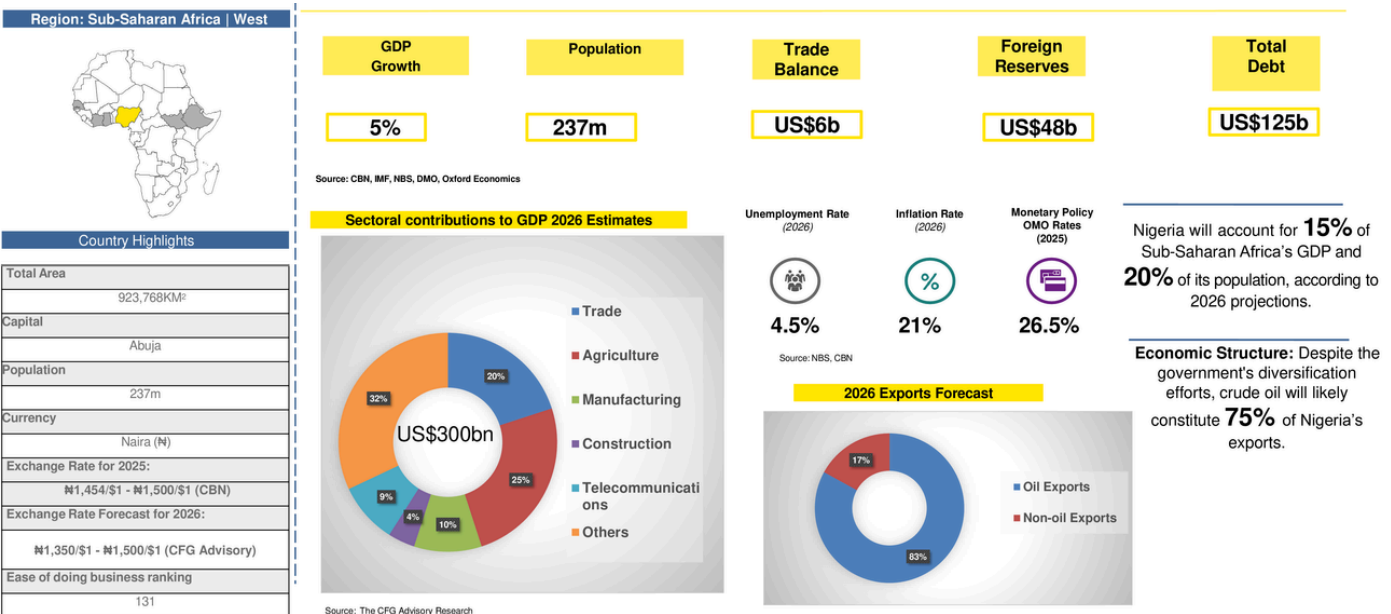 Region: Sub-Saharan Africa | West
Country Highlights
Total Area
923,768KM²
Capital
Abuja
Population
237m
Currency
Naira (₦)
Exchange Rate for 2025:
₦1,454/$1 - ₦1,500/$1 (CBN)
Exchange Rate Forecast for 2026:
₦1,350/$1 - ₦1,500/$1 (CFG Advisory)
Ease of doing business ranking
131
GDP
Growth
5%
Population
237m
Trade
Balance
US$6b
Foreign
Reserves
US$48b
Total
Debt
US$125b
Source: CBN, IMF, NBS, DMO, Oxford Economics
Sectoral contributions to GDP 2026 Estimates
20%
25%
10%
4%
9%
32%
US$300bn
Trade
Agriculture
Manufacturing
Construction
Telecommunicati
ons
Others
Source: The CFG Advisory Research
Unemployment Rate
(2026)
4.5%
Inflation Rate
(2026)
%
21%
Monetary Policy
OMO Rates
(2025)
26.5%
Source: NBS, CBN
2026 Exports Forecast
17%
83%
Oil Exports
Non-oil Exports
Nigeria will account for 15% of
Sub-Saharan Africa's GDP and
20% of its population, according to
2026 projections.
Economic Structure: Despite the
government's diversification
efforts, crude oil will likely
constitute 75% of Nigeria's
exports.